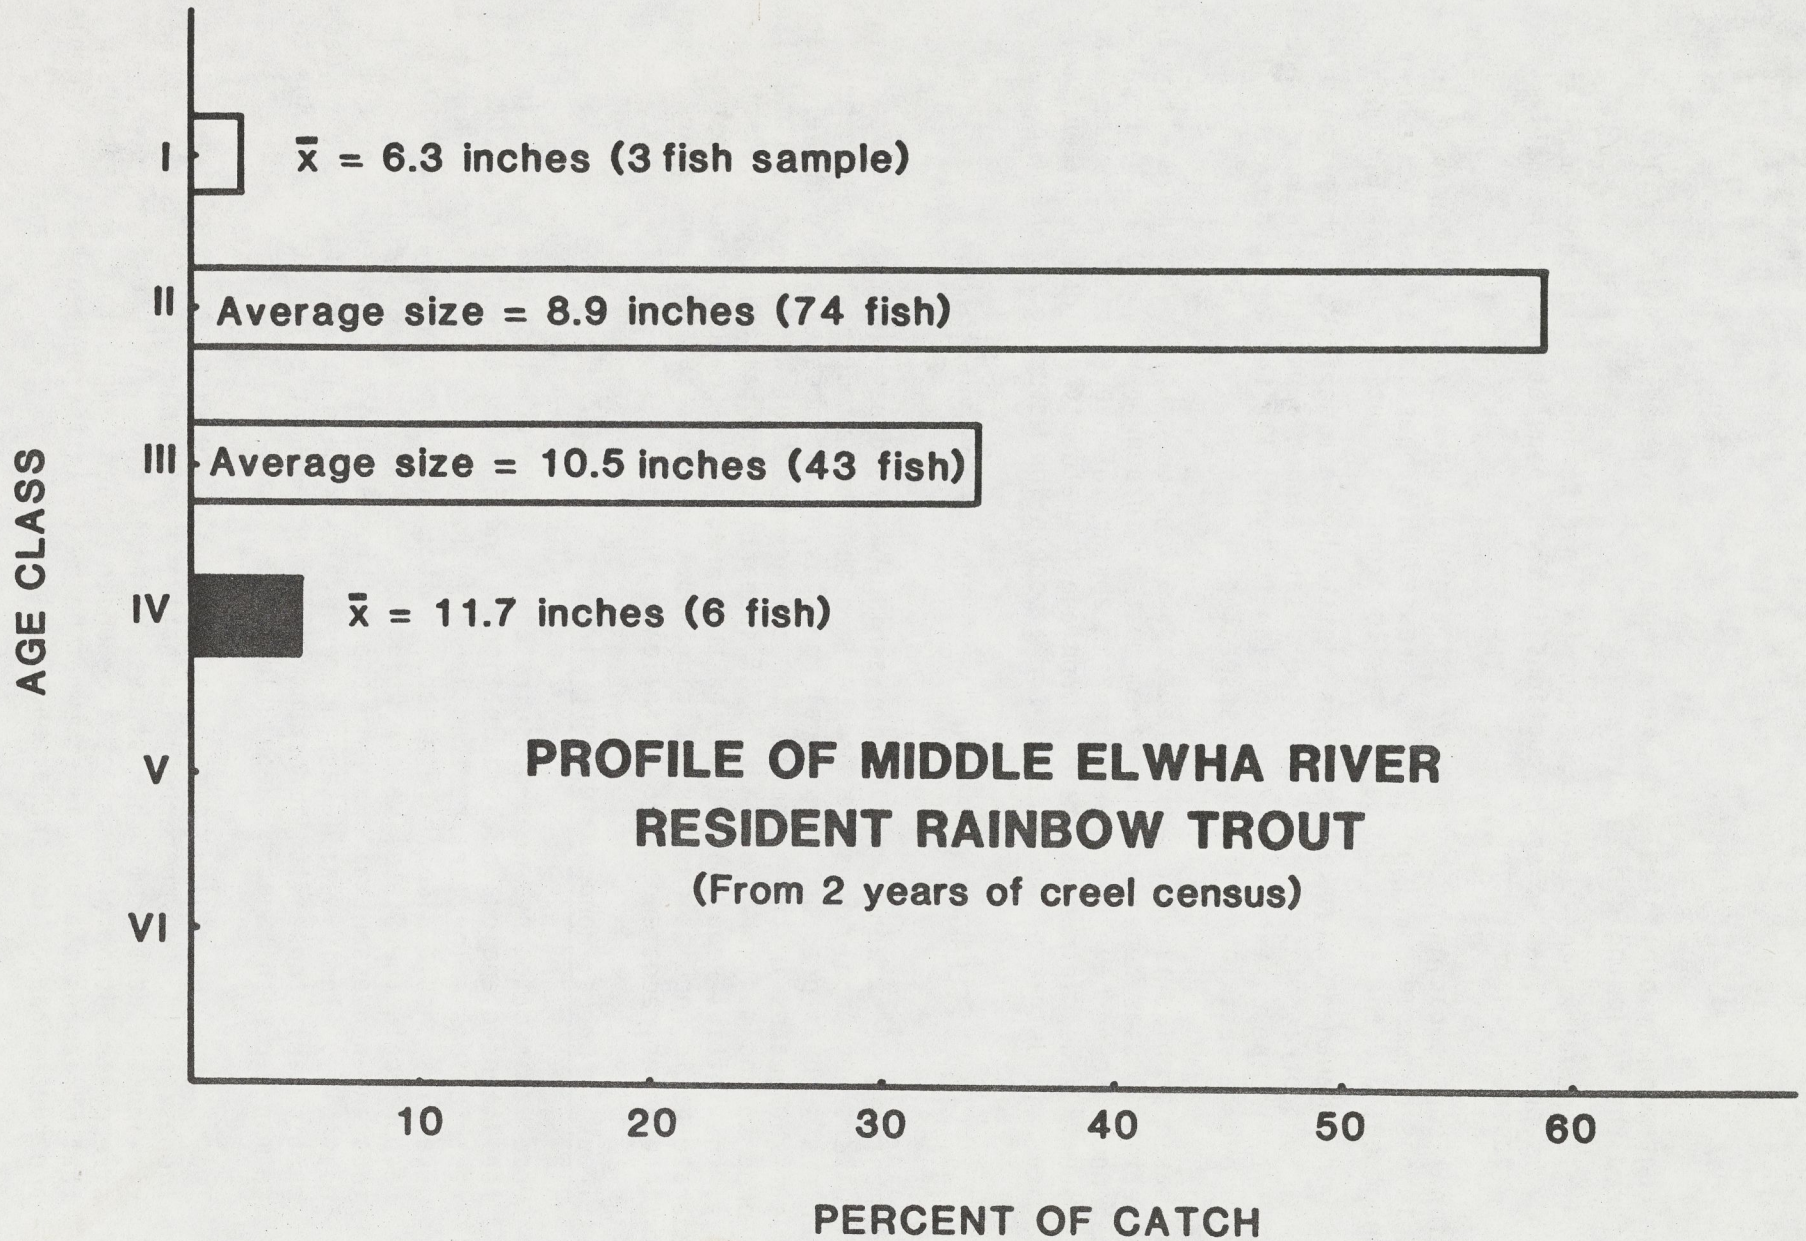 I x̄ = 6.3 inches (3 fish sample)
II Average size = 8.9 inches (74 fish)
III Average size = 10.5 inches (43 fish)
IV x̄ = 11.7 inches (6 fish)
AGE CLASS
V
PROFILE OF MIDDLE ELWHA RIVER
RESIDENT RAINBOW TROUT
(From 2 years of creel census)
VI
10 20 30 40 50 60
PERCENT OF CATCH